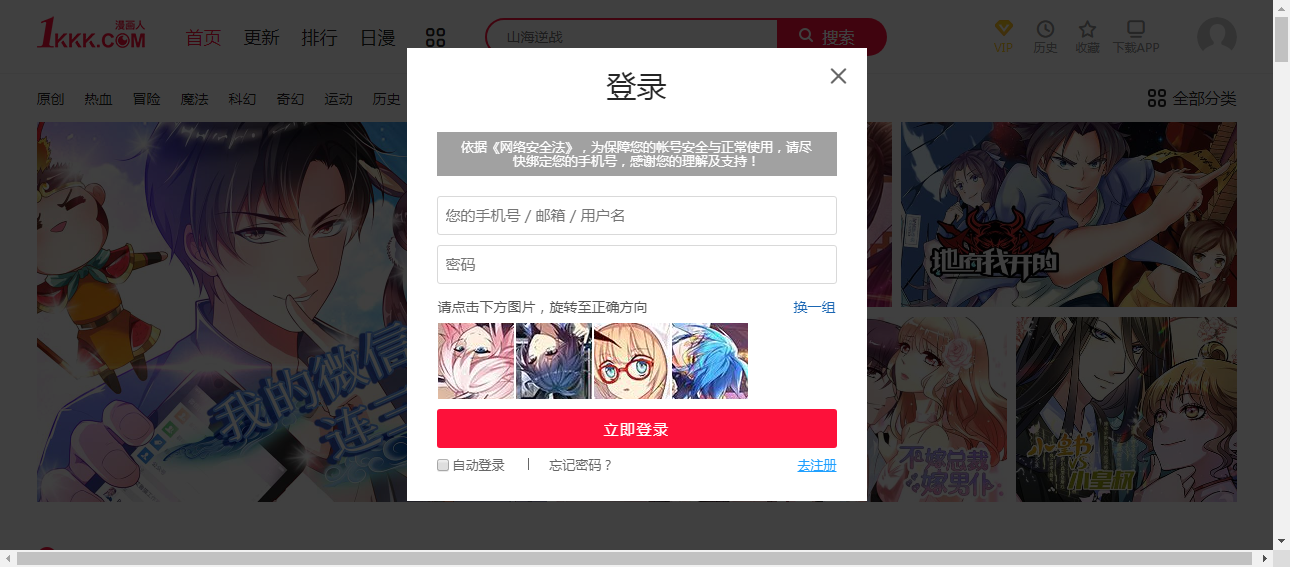 漫画人
1KKK.COM
首页 更新 排行 日漫
山海逆战
搜索
VIP 历史 收藏 下载APP
原创 热血 冒险 魔法 科幻 奇幻 运动 历史
全部分类
登录
依据《网络安全法》，为保障您的帐号安全与正常使用，请尽
快绑定您的手机号，感谢您的理解及支持！
您的手机号 / 邮箱 / 用户名
密码
请点击下方图片，旋转至正确方向 换一组
立即登录
自动登录 | 忘记密码？ 去注册
我的微信
连三
地府我开的
不嫁总裁
嫁男仆